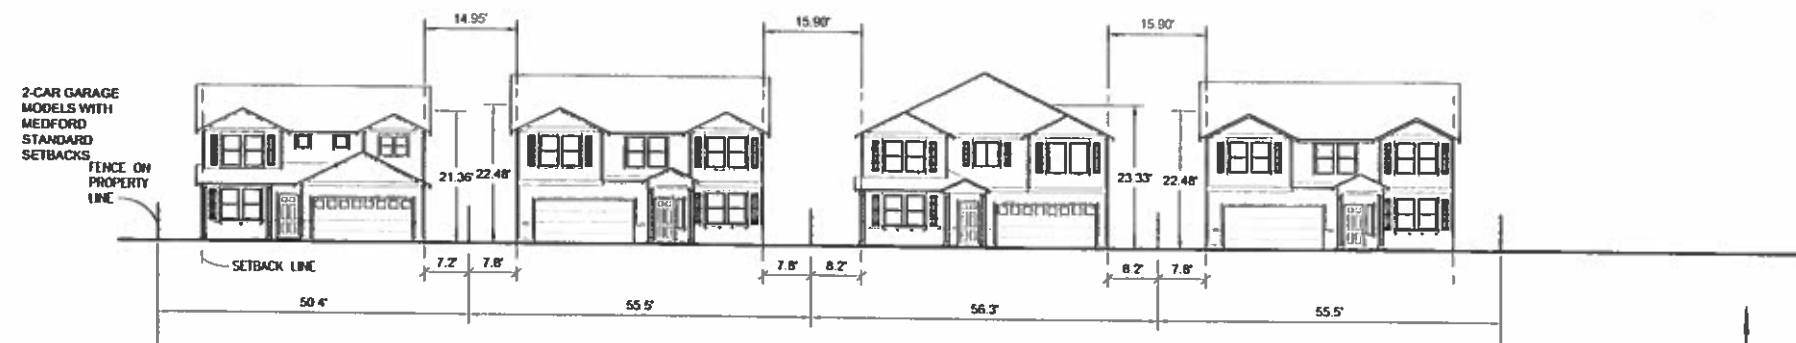 14.95'
15.90'
15.90'
2-CAR GARAGE
MODELS WITH
MEDFORD
STANDARD
SETBACKS
FENCE ON
PROPERTY
LINE
21.36'
22.48'
23.33'
22.48'
SETBACK LINE
7.2'
7.8'
7.8'
8.2'
8.2'
7.8'
50.4'
55.5'
56.3'
55.5'